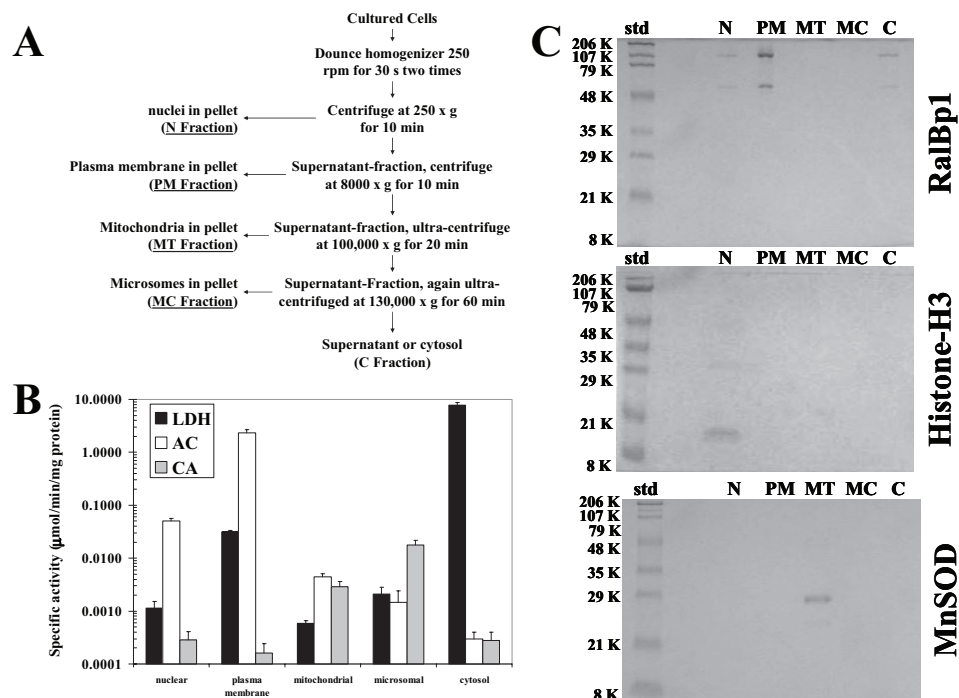 A
Cultured Cells
Dounce homogenizer 250
rpm for 30 s two times
nuclei in pellet
(N Fraction)
Centrifuge at 250 x g
for 10 min
Plasma membrane in pellet
(PM Fraction)
Supernatant-fraction, centrifuge
at 8000 x g for 10 min
Mitochondria in pellet
(MT Fraction)
Supernatant-fraction, ultra-centrifuge
at 100,000 x g for 20 min
Microsomes in pellet
(MC Fraction)
Supernatant-Fraction, again ultra-
centrifuged at 130,000 x g for 60 min
Supernatant or cytosol
(C Fraction)
B
Specific activity (μmol/min/mg protein)
10.0000
1.0000
0.1000
0.0100
0.0010
0.0001
LDH
AC
CA
nuclear
plasma
membrane
mitochondrial
microsomal
cytosol
C
std N PM MT MC C
206 K
107 K
79 K
48 K
35 K
29 K
21 K
8 K
RalBp1
std N PM MT MC C
206 K
107 K
79 K
48 K
35 K
29 K
21 K
8 K
Histone-H3
std N PM MT MC C
206 K
107 K
79 K
48 K
35 K
29 K
21 K
8 K
MnSOD